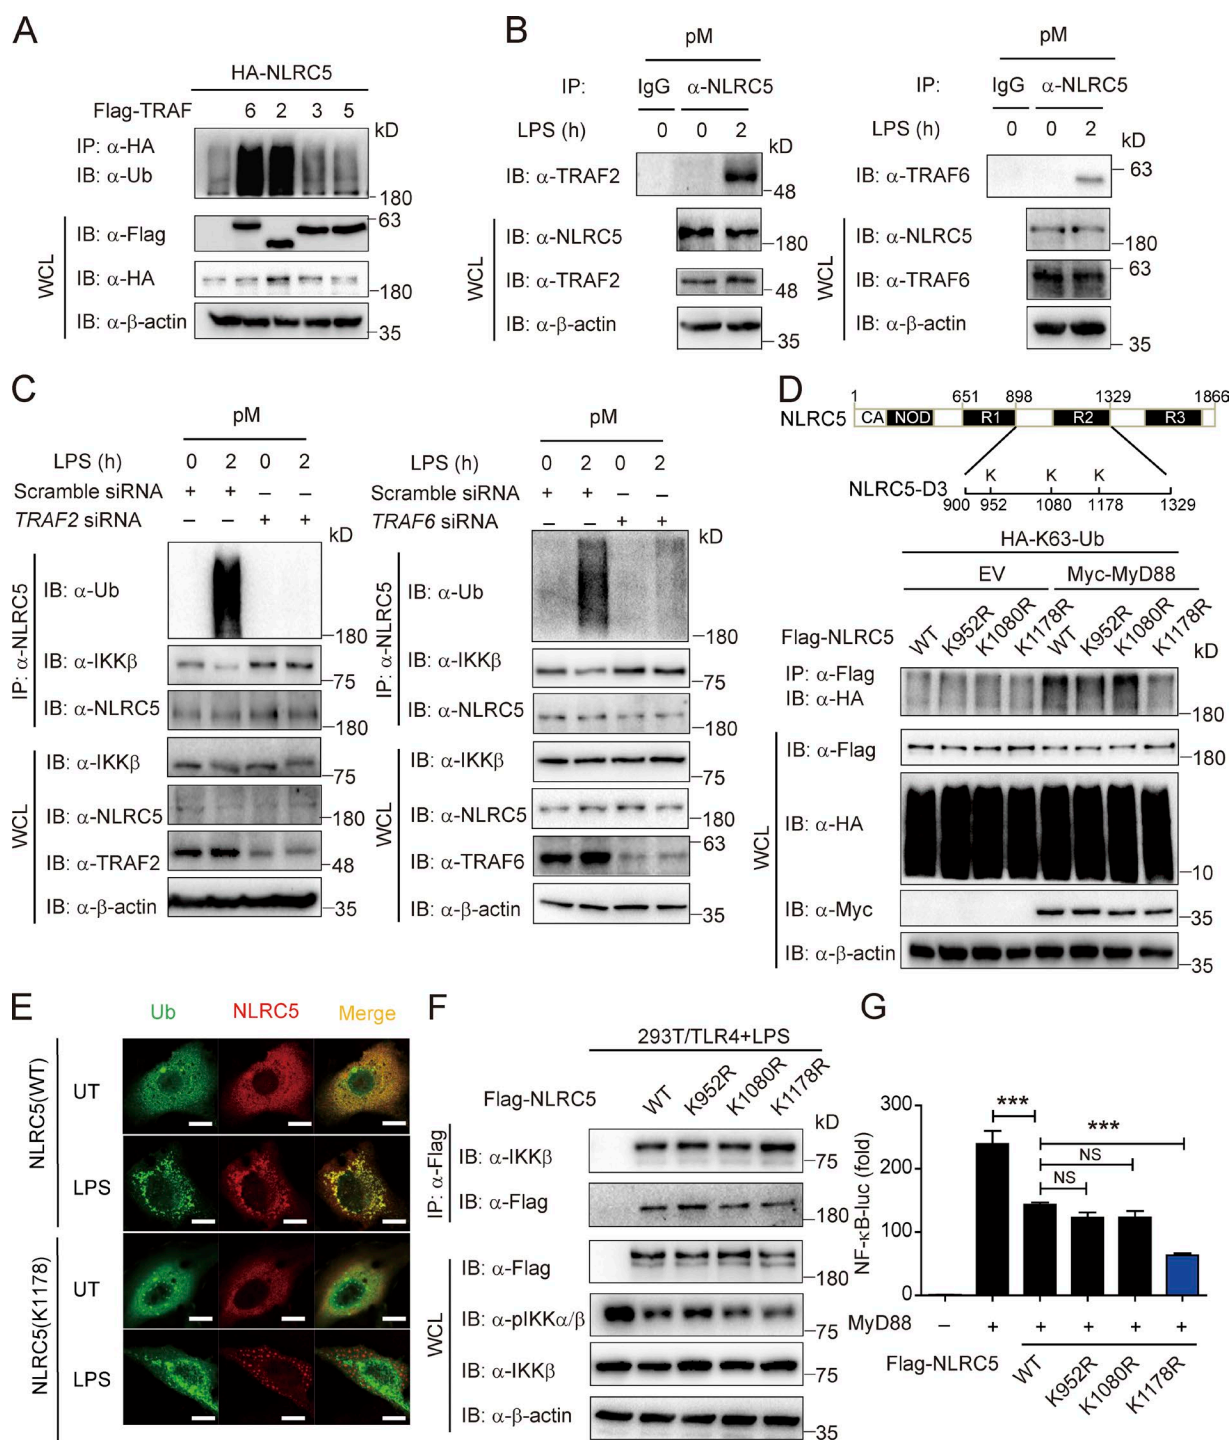 A
HA-NLRC5
Flag-TRAF 6 2 3 5 kD
IP: α-HA
IB: α-Ub
180
WCL
IB: α-Flag 63
IB: α-HA 180
IB: α-β-actin 35
B
pM
IP: IgG α-NLRC5
LPS (h) 0 0 2 kD
IB: α-TRAF2 48
WCL
IB: α-NLRC5 180
IB: α-TRAF2 48
IB: α-β-actin 35
pM
IP: IgG α-NLRC5
LPS (h) 0 0 2 kD
IB: α-TRAF6 63
WCL
IB: α-NLRC5 180
IB: α-TRAF6 63
IB: α-β-actin 35
C
pM
LPS (h) 0 2 0 2
Scramble siRNA + + – –
TRAF2 siRNA – – + +
kD
IP: α-NLRC5
IB: α-Ub 180
IB: α-IKKβ 75
IB: α-NLRC5 180
WCL
IB: α-IKKβ 75
IB: α-NLRC5 180
IB: α-TRAF2 48
IB: α-β-actin 35
pM
LPS (h) 0 2 0 2
Scramble siRNA + + – –
TRAF6 siRNA – – + +
kD
IP: α-NLRC5
IB: α-Ub 180
IB: α-IKKβ 75
IB: α-NLRC5 180
WCL
IB: α-IKKβ 75
IB: α-NLRC5 180
IB: α-TRAF6 63
IB: α-β-actin 35
D
1 651 898 1329 1866
NLRC5 CA NOD R1 R2 R3
K K K
NLRC5-D3
900 952 1080 1178 1329
HA-K63-Ub
EV Myc-MyD88
Flag-NLRC5 WT K952R K1080R K1178R WT K952R K1080R K1178R kD
IP: α-Flag
IB: α-HA 180
WCL
IB: α-Flag 180
IB: α-HA 10
IB: α-Myc 35
IB: α-β-actin 35
E
Ub NLRC5 Merge
NLRC5(WT)
UT
LPS
NLRC5(K1178)
UT
LPS
F
293T/TLR4+LPS
Flag-NLRC5 WT K952R K1080R K1178R kD
IP: α-Flag
IB: α-IKKβ 75
IB: α-Flag 180
WCL
IB: α-Flag 180
IB: α-pIKKα/β 75
IB: α-IKKβ 75
IB: α-β-actin 35
G
NF-κB-luc (fold)
300
200
100
0
***
***
NS
NS
MyD88 – + + + + +
Flag-NLRC5 WT K952R K1080R K1178R